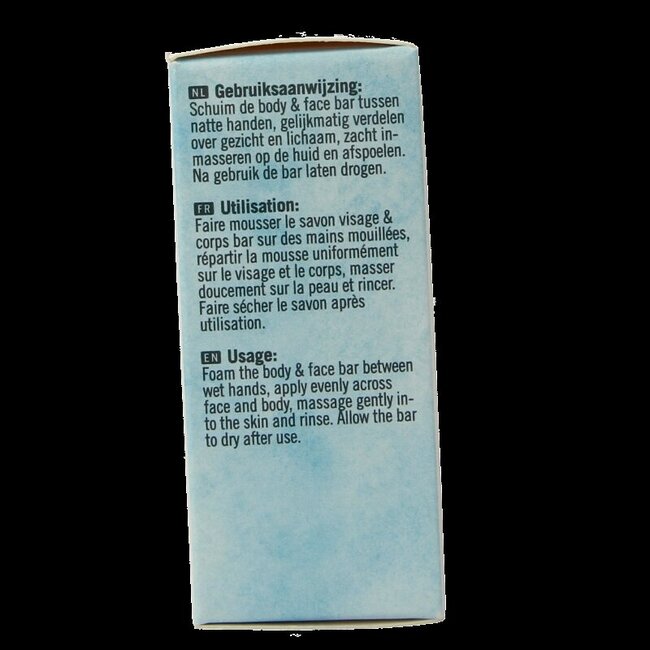 NL Gebruiksaanwijzing:
Schuim de body & face bar tussen
natte handen, gelijkmatig verdelen
over gezicht en lichaam, zacht in-
masseren op de huid en afspoelen.
Na gebruik de bar laten drogen.
FR Utilisation:
Faire mousser le savon visage &
corps bar sur des mains mouillées,
répartir la mousse uniformément
sur le visage et le corps, masser
doucement sur la peau et rincer.
Faire sécher le savon après
utilisation.
EN Usage:
Foam the body & face bar between
wet hands, apply evenly across
face and body, massage gently in-
to the skin and rinse. Allow the bar
to dry after use.